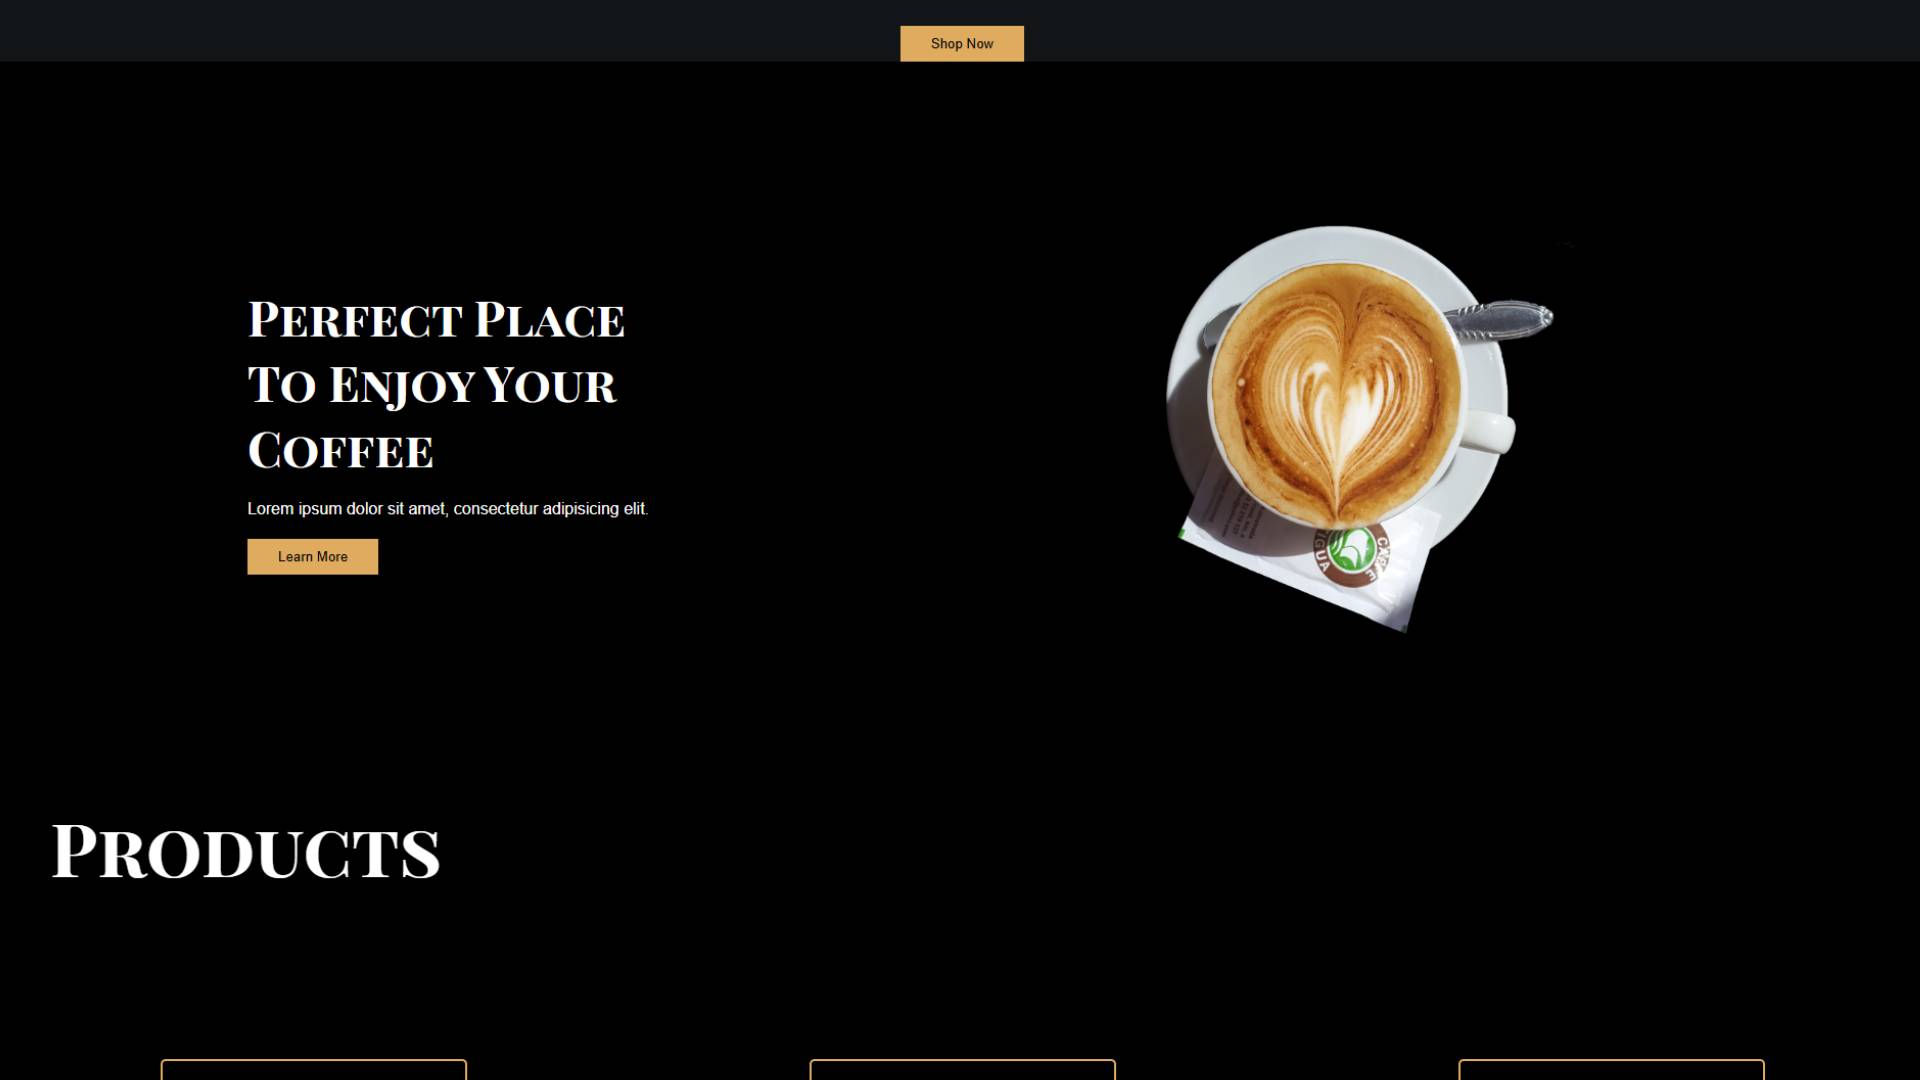 Shop Now
Perfect Place
To Enjoy Your
Coffee
Lorem ipsum dolor sit amet, consectetur adipisicing elit.
Learn More
Products